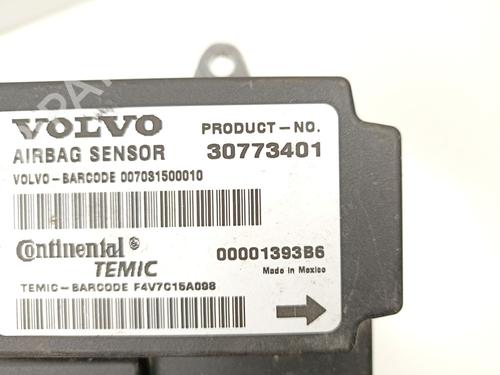 VOLVO
PRODUCT-NO.
AIRBAG SENSOR
30773401
VOLVO-BARCODE 0070S1500010
Continental
TEMIC
00001393B6
Made in Mexico
TEMIC-BARCODE F4V7C15A098